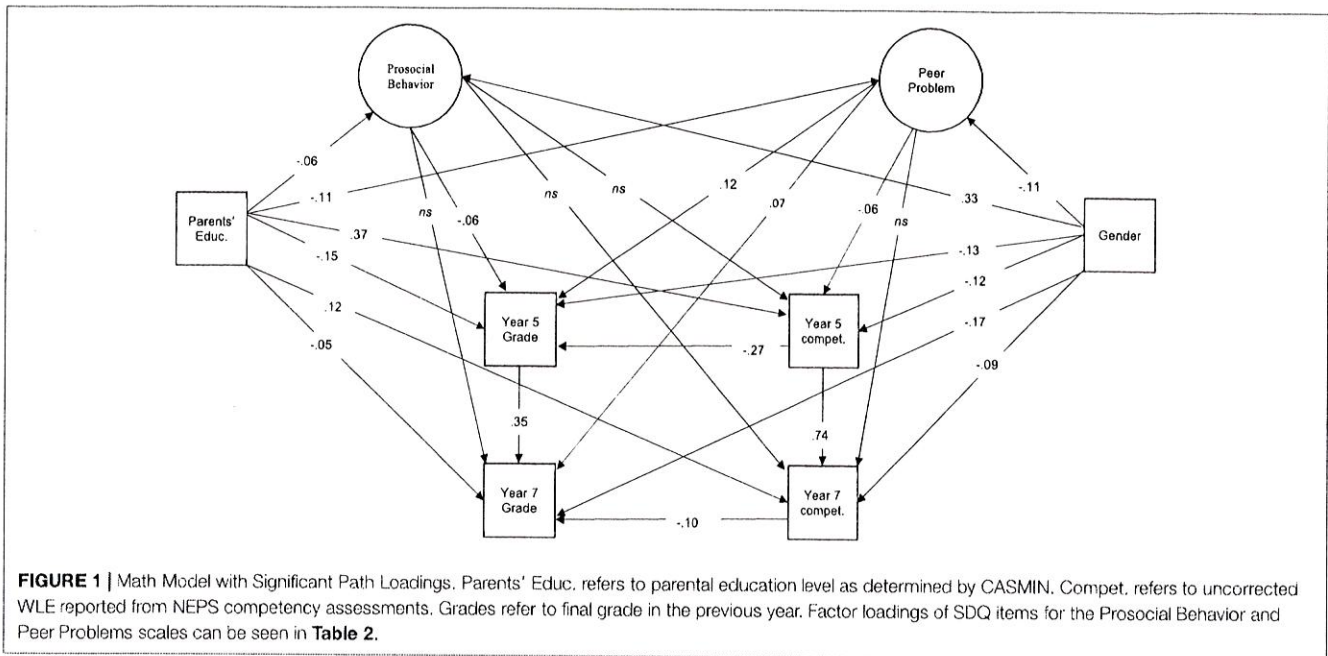 Prosocial
Behavior
Peer
Problem
-.06
-.11
.33
-.11
ns
ns
.12
Parents'
Educ.
ns
-.06
.07
-.06
ns
Gender
.37
-.13
-.15
-.12
.12
Year 5
Grade
Year 5
compet.
-.17
-.05
-.27
-.09
.35
.74
Year 7
Grade
Year 7
compet.
-.10
FIGURE 1 | Math Model with Significant Path Loadings. Parents' Educ. refers to parental education level as determined by CASMIN. Compet. refers to uncorrected
WLE reported from NEPS competency assessments. Grades refer to final grade in the previous year. Factor loadings of SDQ items for the Prosocial Behavior and
Peer Problems scales can be seen in Table 2.